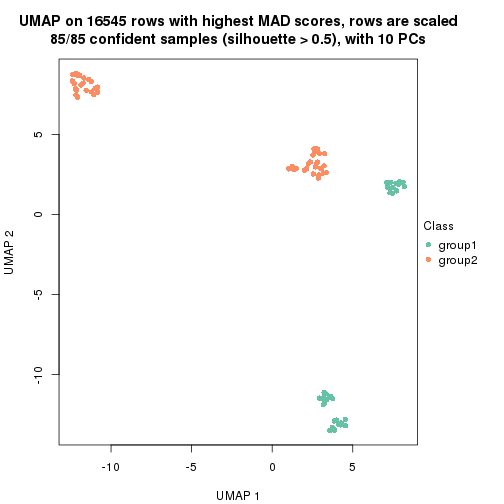 UMAP on 16545 rows with highest MAD scores, rows are scaled
85/85 confident samples (silhouette > 0.5), with 10 PCs
5
0
-5
-10
UMAP 2
-10
-5
0
5
UMAP 1
Class
group1
group2